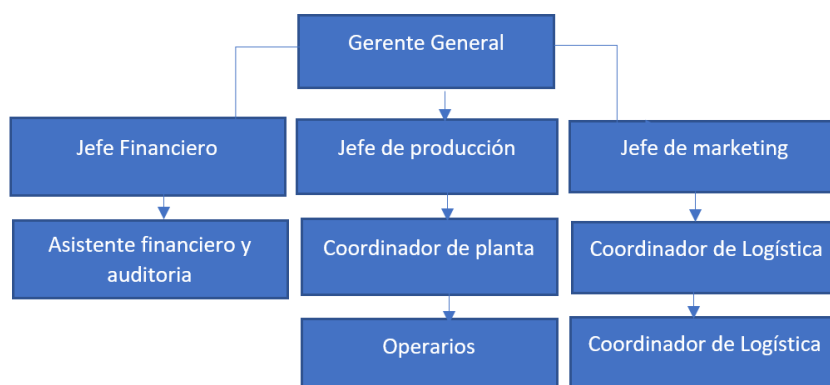 Gerente General
Jefe Financiero
Jefe de producción
Jefe de marketing
Asistente financiero y
auditoria
Coordinador de planta
Coordinador de Logística
Operarios
Coordinador de Logística